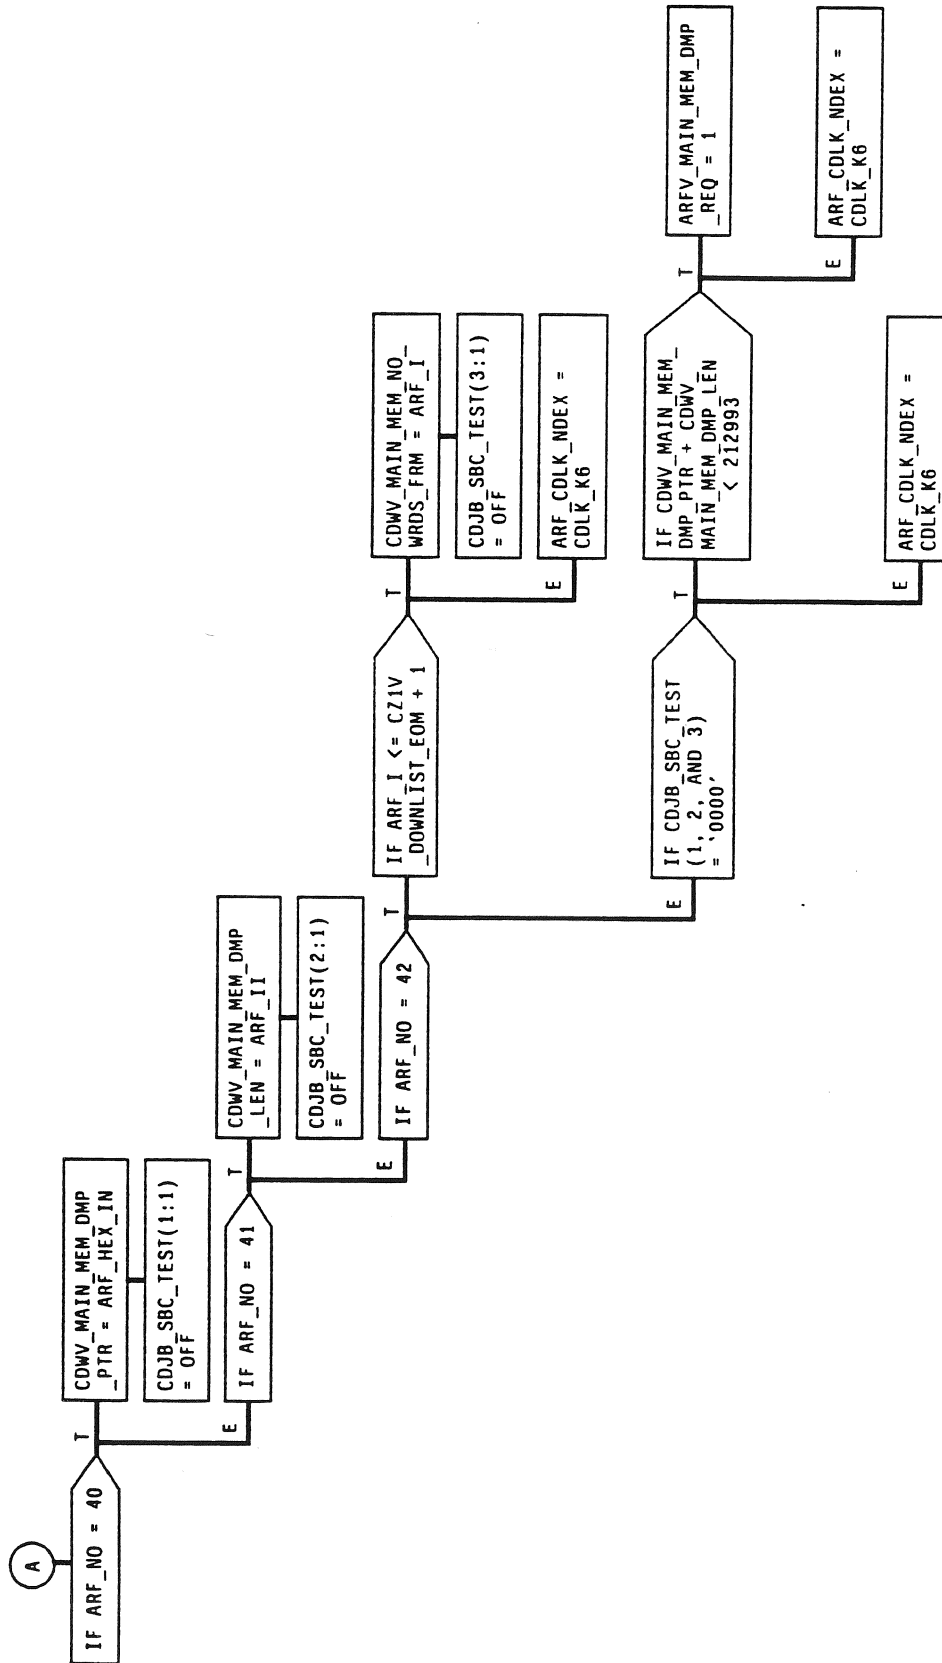 A
IF ARF_NO = 40
T
CDWV_MAIN_MEM_DMP
_PTR = ARF_HEX_IN
CDJB_SBC_TEST(1:1)
= OFF
E
IF ARF_NO = 41
T
CDWV_MAIN_MEM_DMP
_LEN = ARF_II
CDJB_SBC_TEST(2:1)
= OFF
E
IF ARF_NO = 42
T
IF ARF_I <= CZ1V
_DOWNLIST_EOM + 1
T
CDWV_MAIN_MEM_NO_
WRDS_FRM = ARF_I
CDJB_SBC_TEST(3:1)
= OFF
E
ARF_CDLK_NDEX =
CDLK_K6
E
IF CDJB_SBC_TEST
(1, 2, AND 3)
= '0000'
T
IF CDWV_MAIN_MEM_
DMP_PTR + CDWV_
MAIN_MEM_DMP_LEN
< 212993
T
ARFV_MAIN_MEM_DMP
_REQ = 1
E
ARF_CDLK_NDEX =
CDLK_K6
E
ARF_CDLK_NDEX =
CDLK_K6